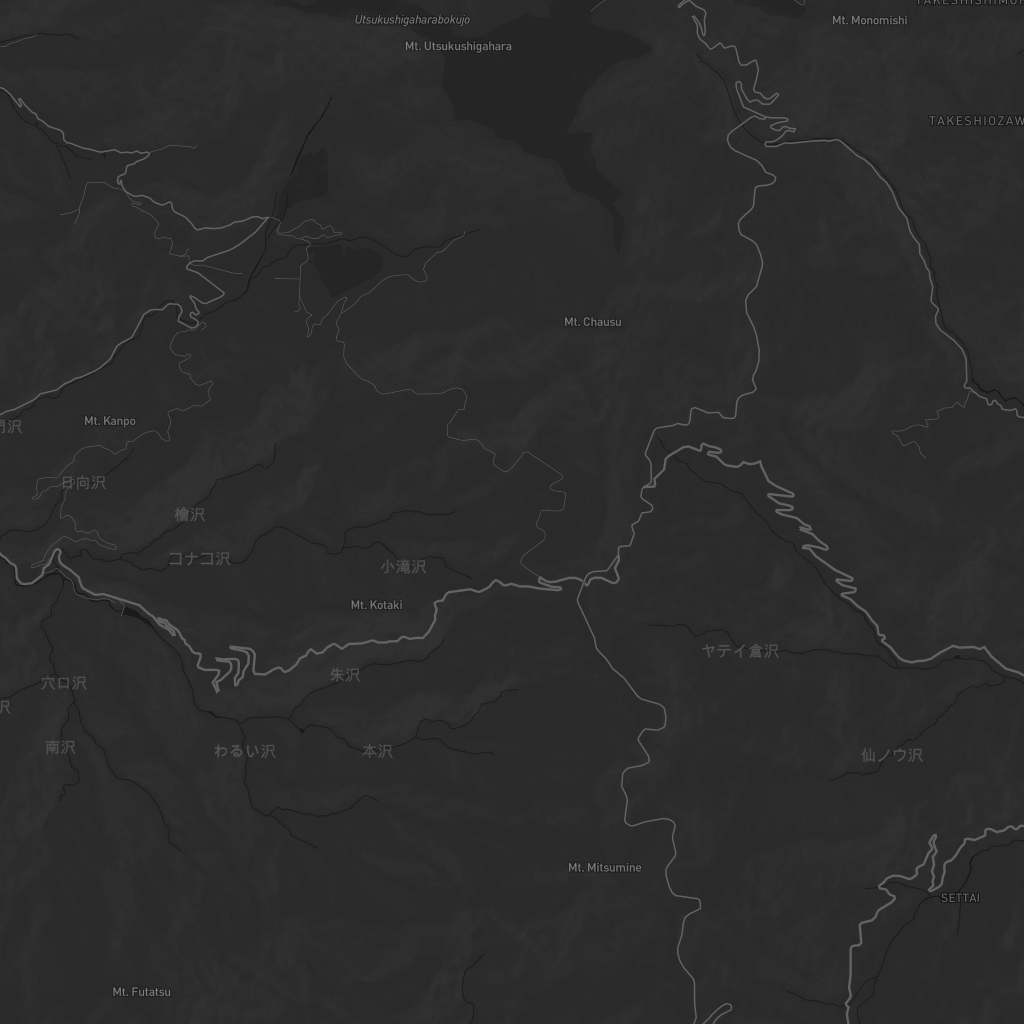 Utsukushigaharabokujo
Mt. Monomishi
Mt. Utsukushigahara
Mt. Chausu
Mt. Kanpo
日向沢
檜沢
コナコ沢
小滝沢
Mt. Kotaki
ヤテイ倉沢
朱沢
穴口沢
南沢
わるい沢
本沢
仙ノウ沢
Mt. Mitsumine
SETTAI
Mt. Futatsu